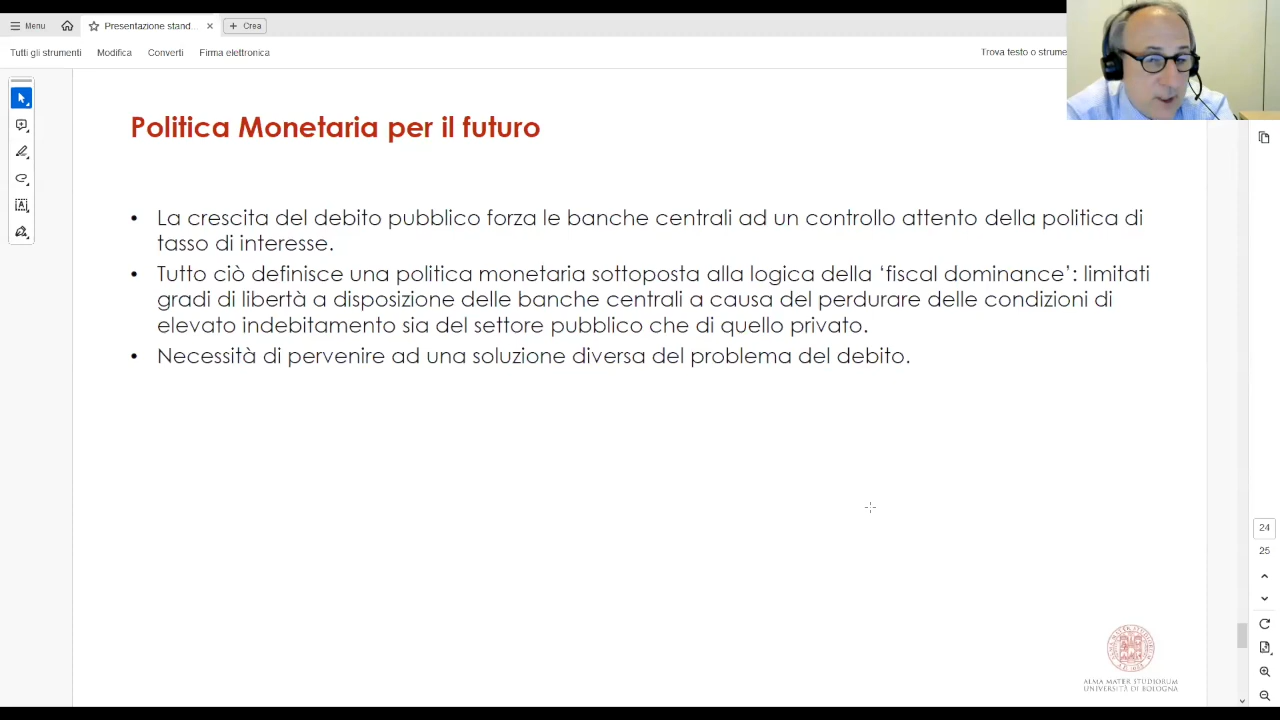 Menu
Presentazione stand...
Crea
Tutti gli strumenti
Modifica
Converti
Firma elettronica
Trova testo o strume
Politica Monetaria per il futuro
• La crescita del debito pubblico forza le banche centrali ad un controllo attento della politica di
tasso di interesse.
• Tutto ciò definisce una politica monetaria sottoposta alla logica della ‘fiscal dominance’: limitati
gradi di libertà a disposizione delle banche centrali a causa del perdurare delle condizioni di
elevato indebitamento sia del settore pubblico che di quello privato.
• Necessità di pervenire ad una soluzione diversa del problema del debito.
24
25
ALMA MATER STUDIORUM
UNIVERSITÀ DI BOLOGNA